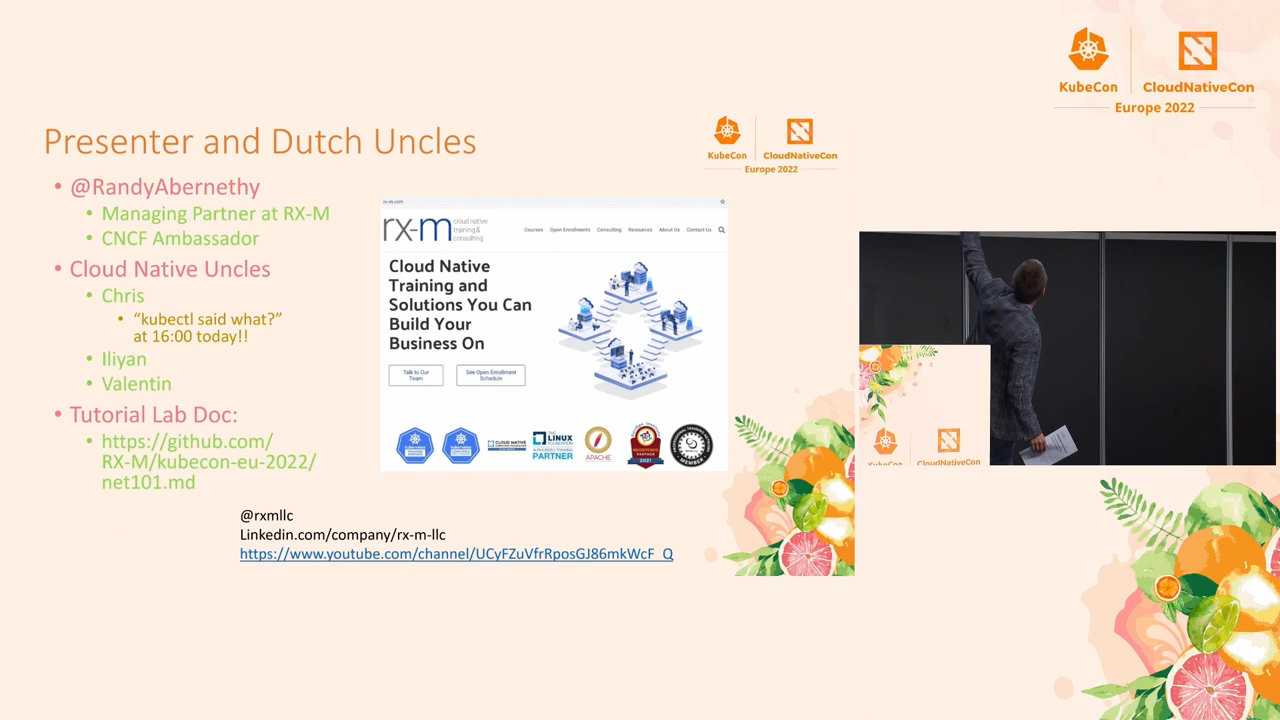 KubeCon
CloudNativeCon
Europe 2022
Presenter and Dutch Uncles
KubeCon
CloudNativeCon
Europe 2022
• @RandyAbernethy
• Managing Partner at RX-M
• CNCF Ambassador
• Cloud Native Uncles
• Chris
• “kubectl said what?”
at 16:00 today!!
• Iliyan
• Valentin
• Tutorial Lab Doc:
• https://github.com/
RX-M/kubecon-eu-2022/
net101.md
rx-m.com
rx-m
cloud native
training &
consulting
Courses Open Enrollments Consulting Resources About Us Contact Us
Cloud Native
Training and
Solutions You Can
Build Your
Business On
Talk to Our
Team
See Open Enrollment
Schedule
CLOUD NATIVE
THE
LINUX
FOUNDATION
PARTNER
APACHE
REGISTERED
PARTNER
2021
MEMBER
@rxmllc
Linkedin.com/company/rx-m-llc
https://www.youtube.com/channel/UCyFZuVfrRposGJ86mkWcF_Q
KubeCon
CloudNativeCon